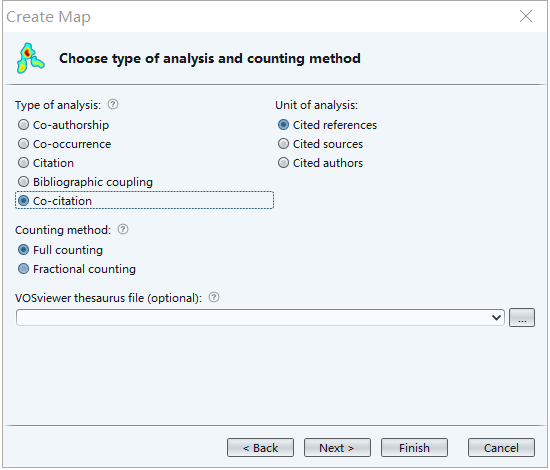 Create Map
Choose type of analysis and counting method
Type of analysis: ?
Unit of analysis:
Co-authorship
Cited references
Co-occurrence
Cited sources
Citation
Cited authors
Bibliographic coupling
Co-citation
Counting method: ?
Full counting
Fractional counting
VOSviewer thesaurus file (optional): ?
...
< Back
Next >
Finish
Cancel